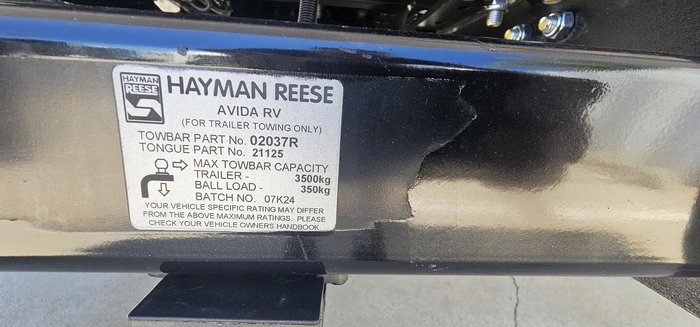 HAYMAN
REESE
HAYMAN REESE
AVIDA RV
(FOR TRAILER TOWING ONLY)
TOWBAR PART No. 02037R
TONGUE PART No. 21125
MAX TOWBAR CAPACITY
TRAILER - 3500kg
BALL LOAD - 350kg
BATCH NO. 07K24
YOUR VEHICLE SPECIFIC RATING MAY DIFFER
FROM THE ABOVE MAXIMUM RATINGS. PLEASE
CHECK YOUR VEHICLE OWNERS HANDBOOK